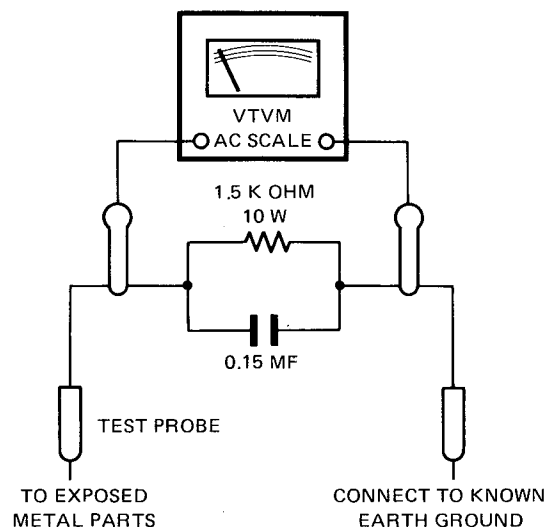 VTVM
AC SCALE
1.5 K OHM
10 W
0.15 MF
TEST PROBE
TO EXPOSED
METAL PARTS
CONNECT TO KNOWN
EARTH GROUND